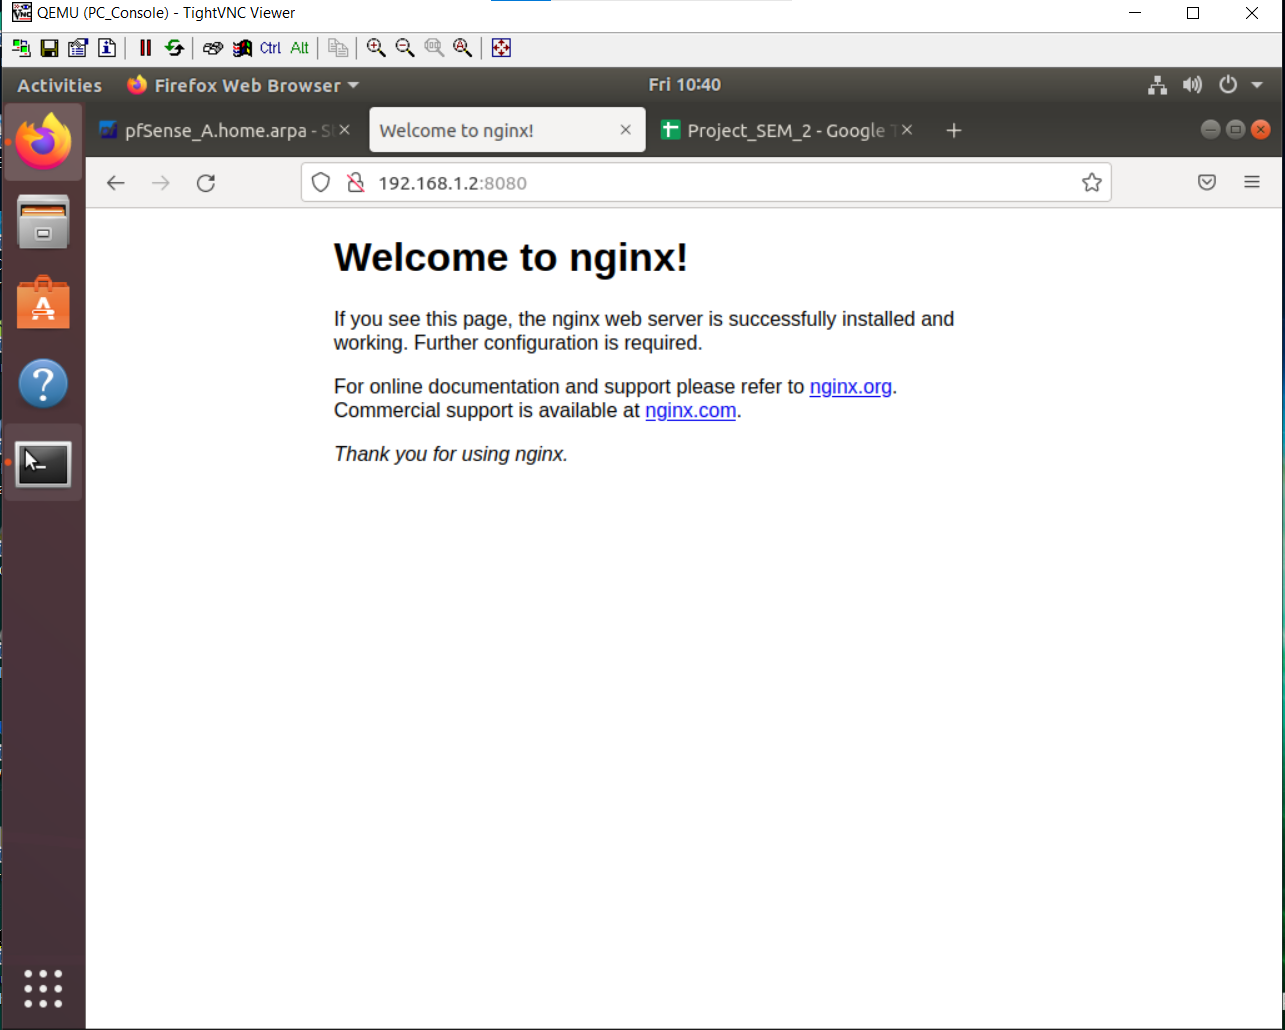 QEMU (PC_Console) - TightVNC Viewer
Ctrl Alt
Activities Firefox Web Browser Fri 10:40
pfSense_A.home.arpa - Welcome to nginx! Project_SEM_2 - Google
192.168.1.2:8080
Welcome to nginx!
If you see this page, the nginx web server is successfully installed and
working. Further configuration is required.
For online documentation and support please refer to nginx.org.
Commercial support is available at nginx.com.
Thank you for using nginx.